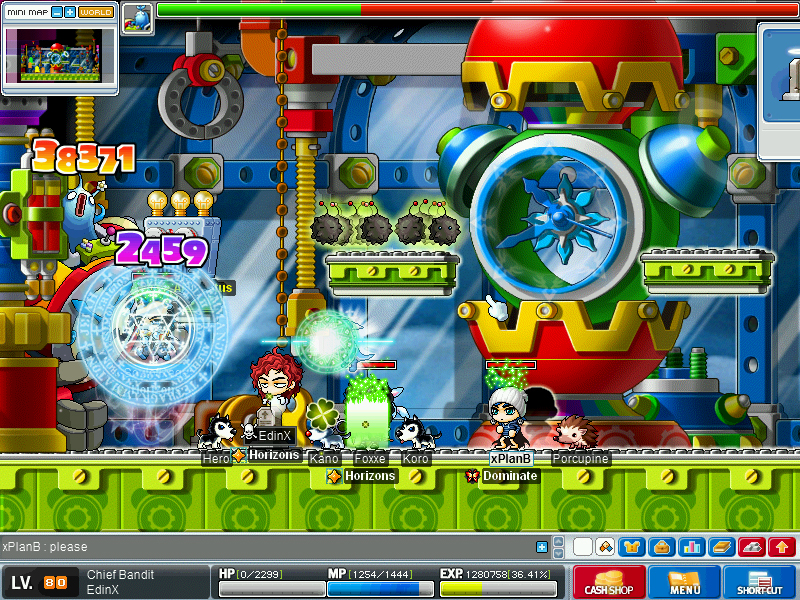 MINI MAP WORLD
38371
2459
us
EdinX
Hero Horizons Kano Foxxe Koro xPlanB Porcupine
Horizons Dominate
xPlanB : please
LV. 80 Chief Bandit
EdinX
HP[0/2299] MP[1254/1444] EXP.1280758[36.41%]
CASH SHOP MENU SHORTCUT